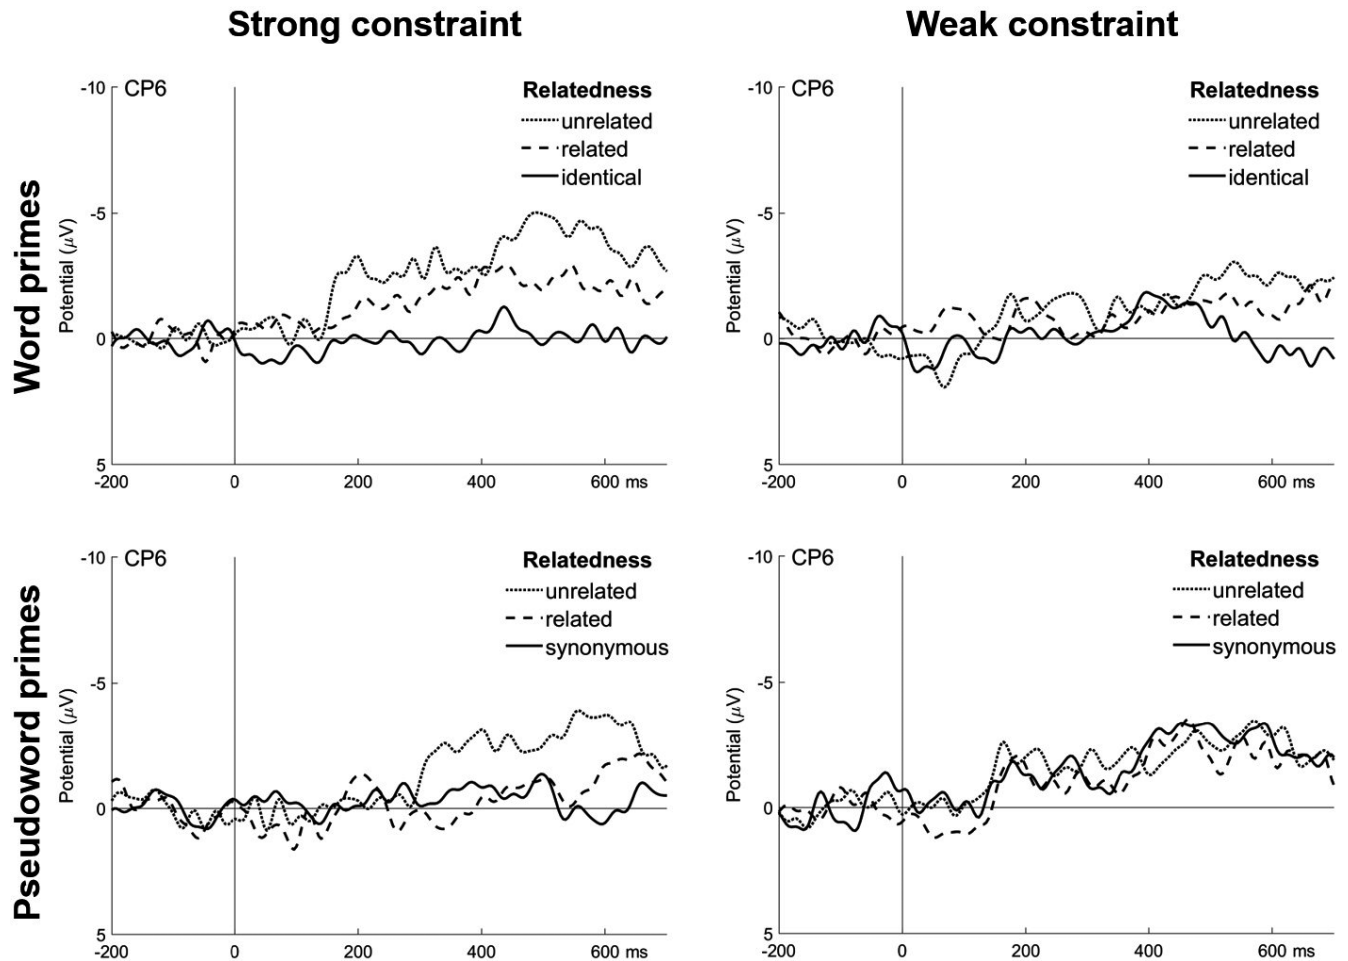 Strong constraint
Weak constraint
Word primes
Pseudoword primes
CP6
Relatedness
unrelated
related
identical
Potential (μV)
-10
-5
0
5
-200
0
200
400
600 ms
CP6
Relatedness
unrelated
related
identical
Potential (μV)
-10
-5
0
5
-200
0
200
400
600 ms
CP6
Relatedness
unrelated
related
synonymous
Potential (μV)
-10
-5
0
5
-200
0
200
400
600 ms
CP6
Relatedness
unrelated
related
synonymous
Potential (μV)
-10
-5
0
5
-200
0
200
400
600 ms